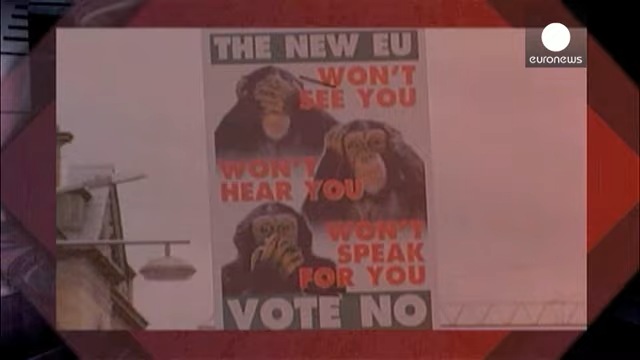 THE NEW EU
WON'T
SEE YOU
WON'T
HEAR YOU
WON'T
SPEAK
FOR YOU
VOTE NO
euronews